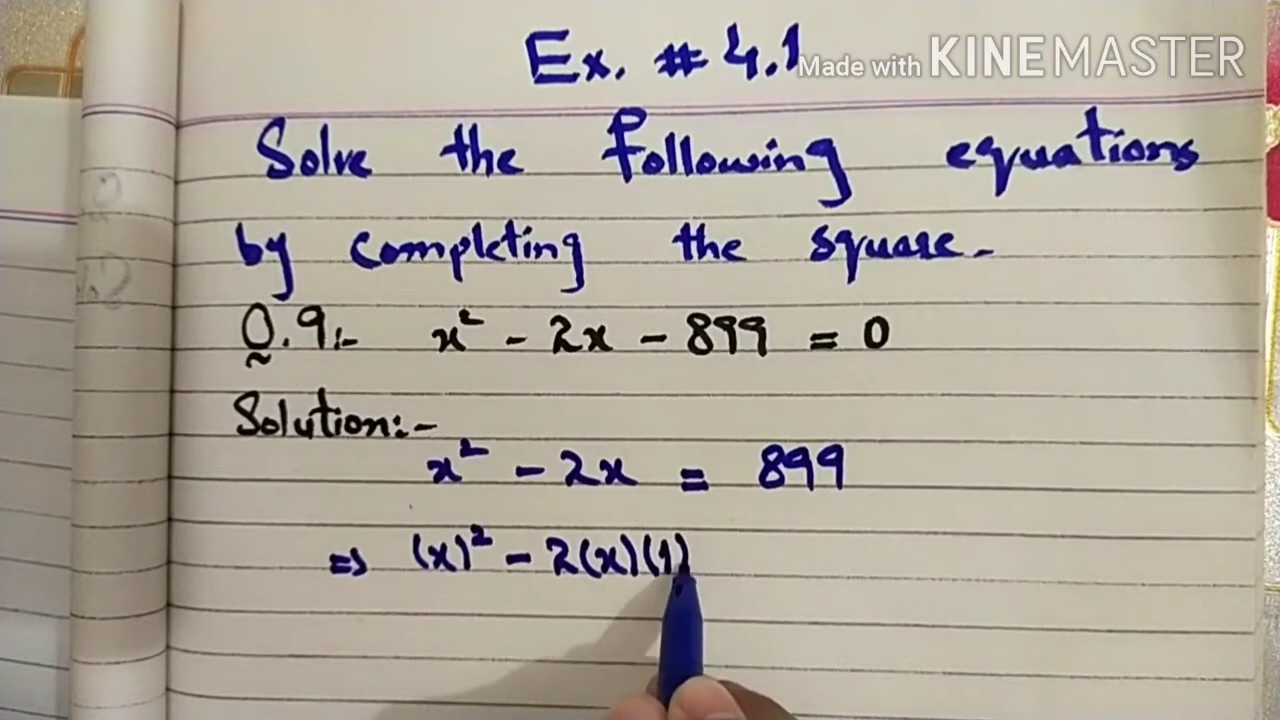 Ex. # 4.1
Made with KINEMASTER
Solve the following equations
by completing the square.
Q.9:- x² - 2x - 899 = 0
Solution:-
x² - 2x = 899
⇒ (x)² - 2(x)(1)